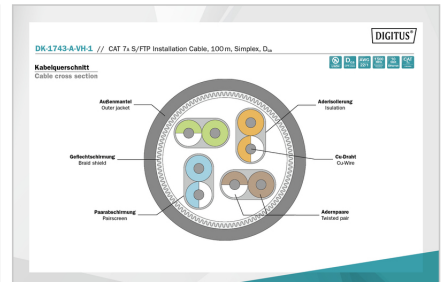 DIGITUS®
DK-1743-A-VH-1 // CAT 7A S/FTP Installation Cable, 100 m, Simplex, Dca
Kabelquerschnitt
Cable cross section
Außenmantel
Outer jacket
Aderisolierung
Insulation
Geflechtschirmung
Braid shield
Cu-Draht
Cu-Wire
Paarabschirmung
Pairscreen
Adernpaare
Twisted pair